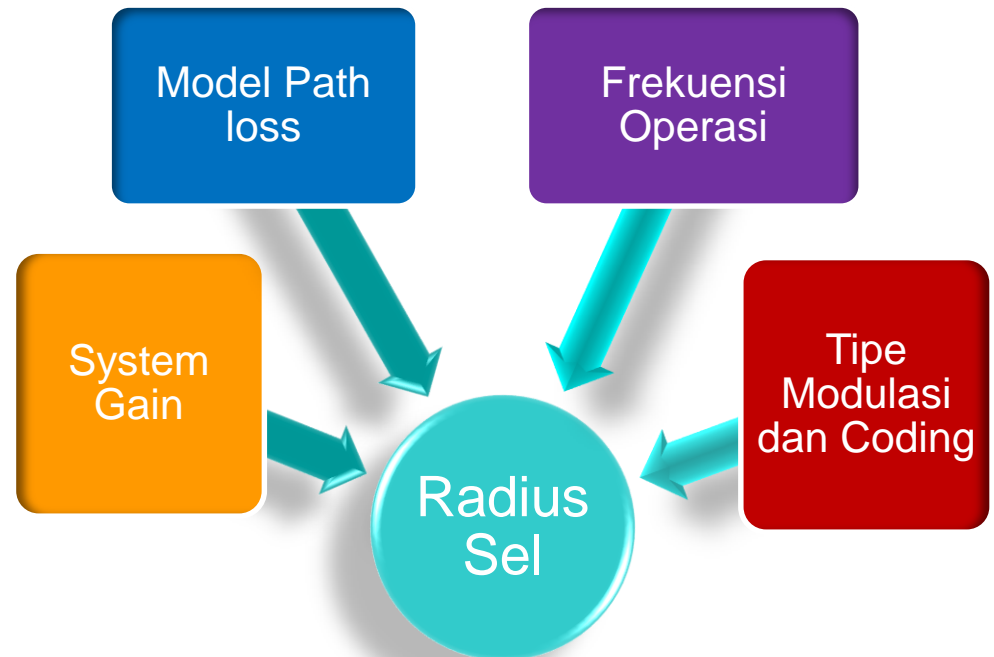 Model Path
loss
Frekuensi
Operasi
System
Gain
Tipe
Modulasi
dan Coding
Radius
Sel